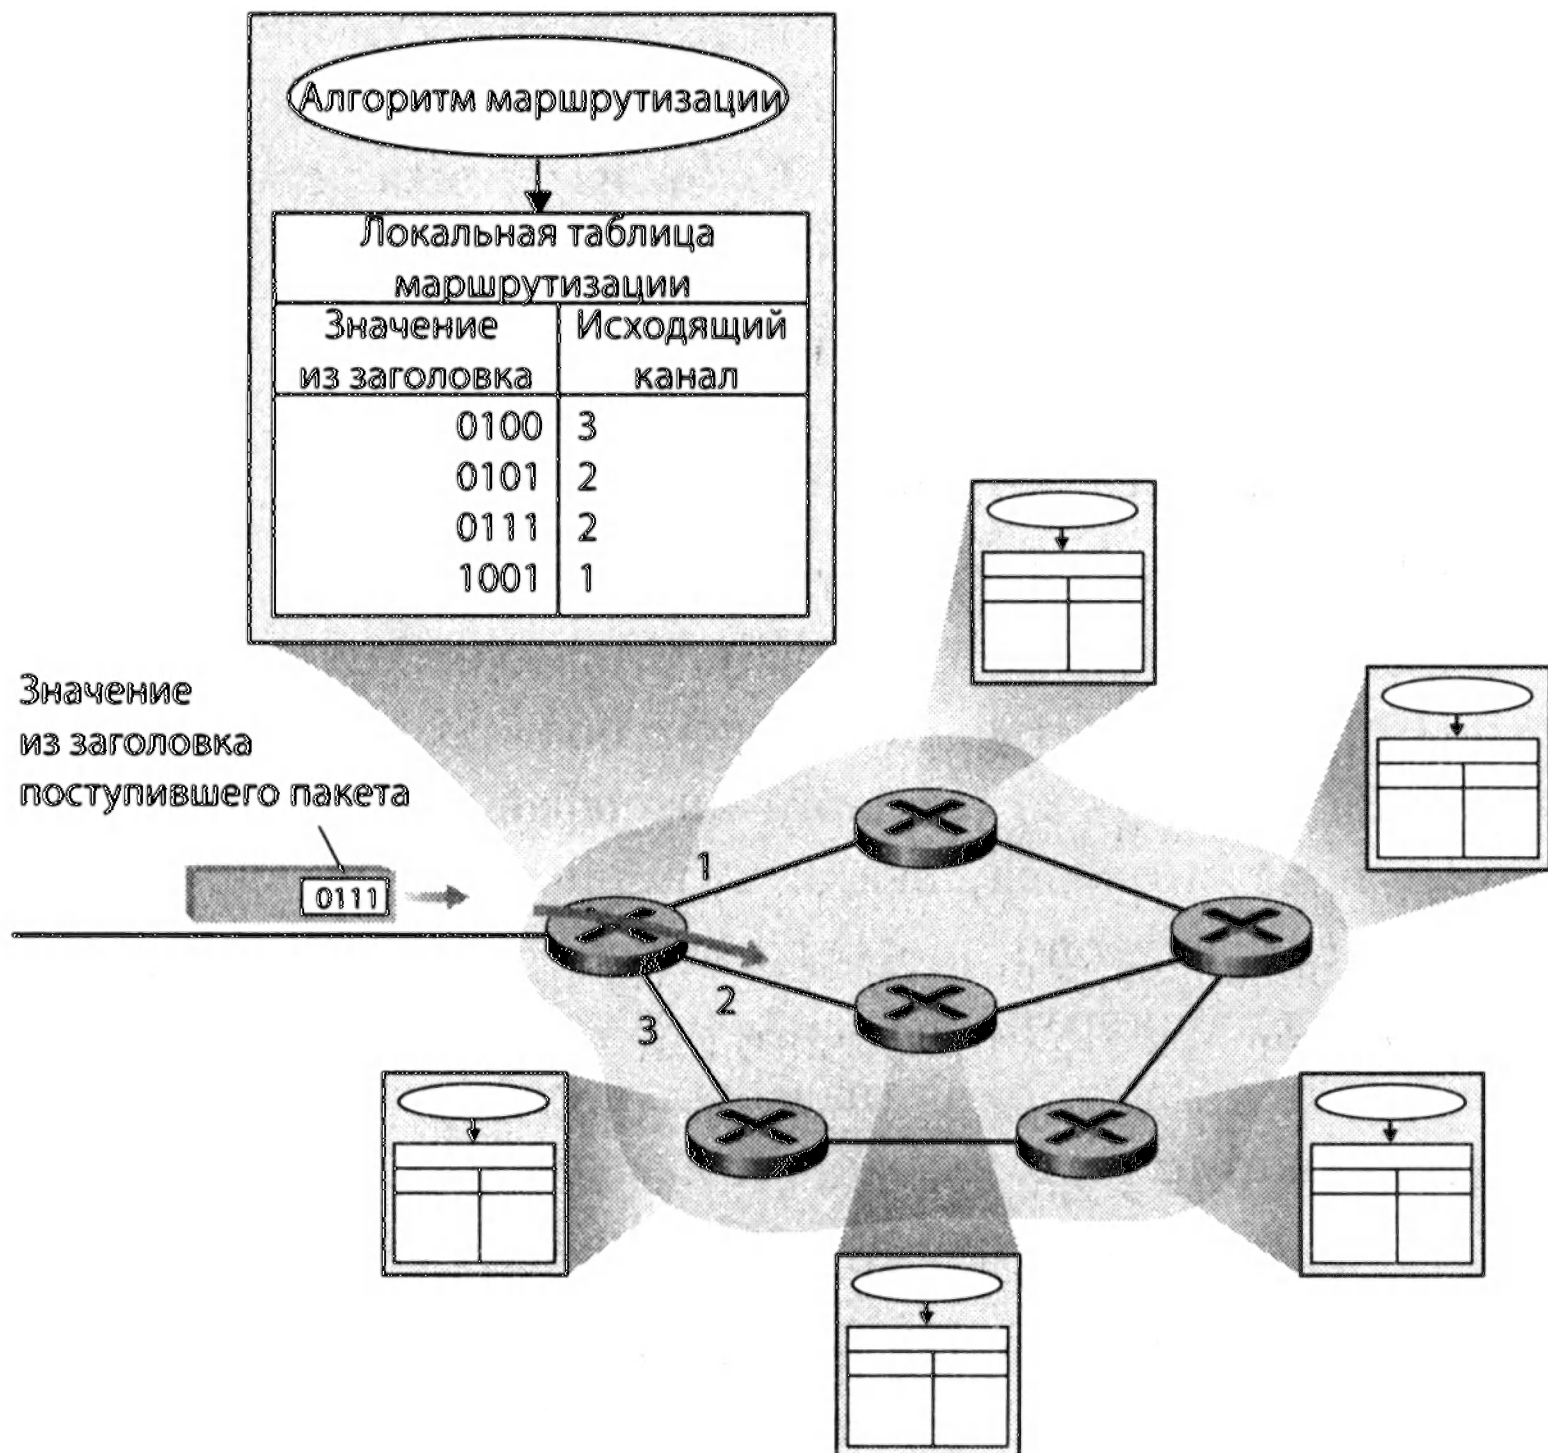 Алгоритм маршрутизации
Локальная таблица
маршрутизации
Значение
из заголовка
Исходящий
канал
0100 3
0101 2
0111 2
1001 1
Значение
из заголовка
поступившего пакета
0111
1
2
3